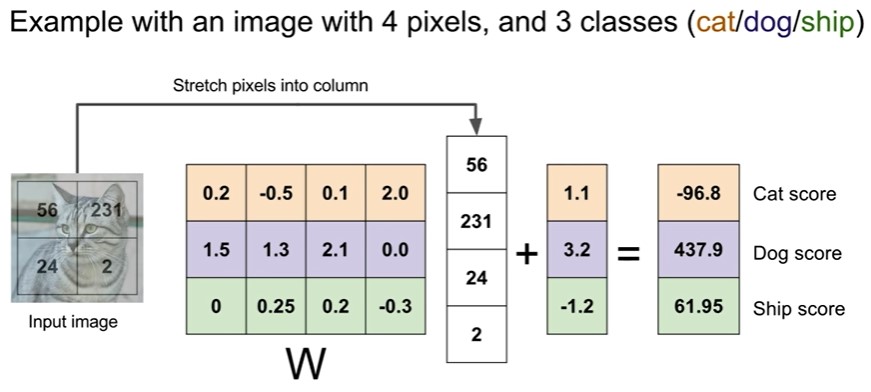 Example with an image with 4 pixels, and 3 classes (cat/dog/ship)
Stretch pixels into column
56 231
24 2
Input image
0.2 -0.5 0.1 2.0
1.5 1.3 2.1 0.0
0 0.25 0.2 -0.3
W
56
231
24
2
+
1.1
3.2
-1.2
=
-96.8 Cat score
437.9 Dog score
61.95 Ship score